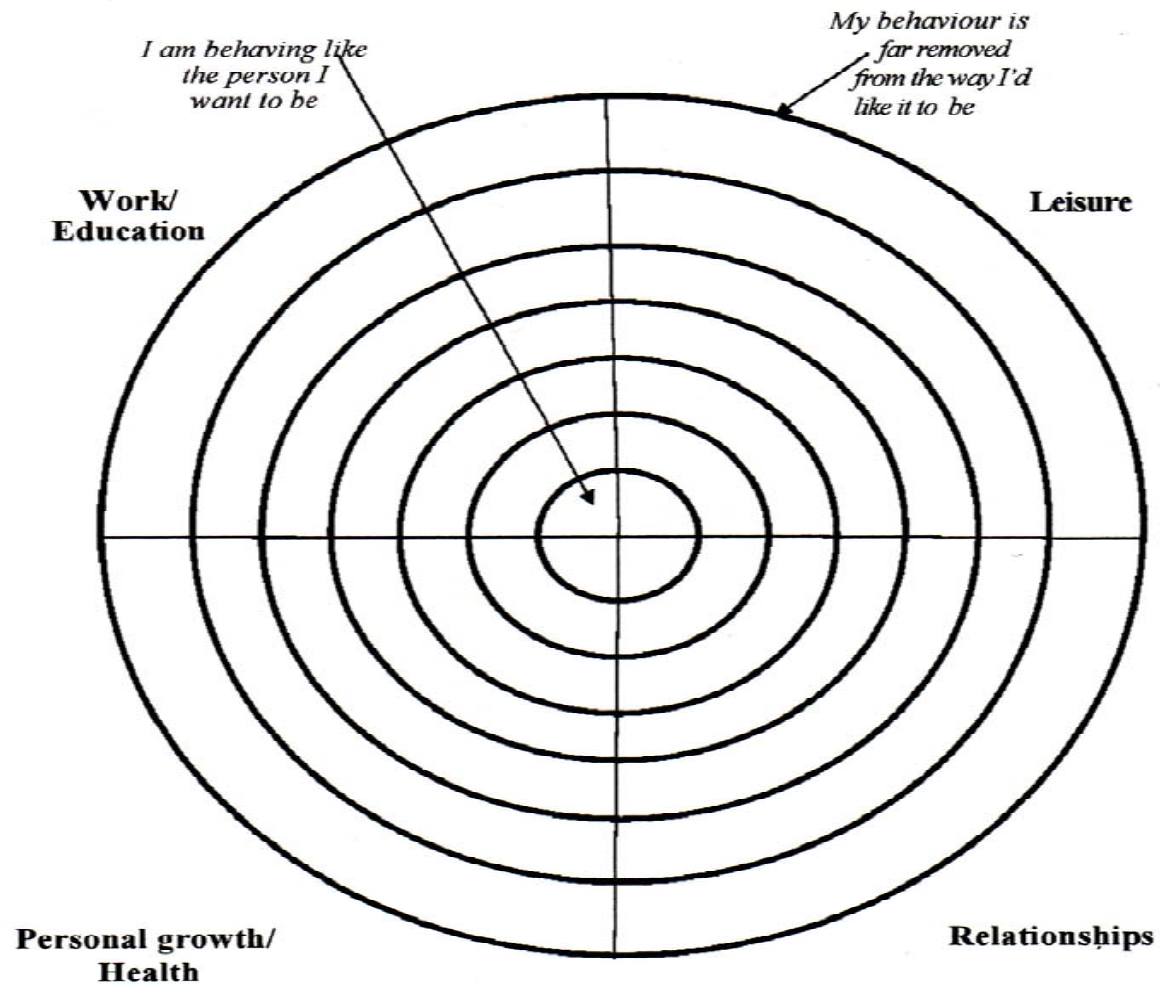 I am behaving like
the person I
want to be
My behaviour is
far removed
from the way I'd
like it to be
Work/
Education
Leisure
Personal growth/
Health
Relationships